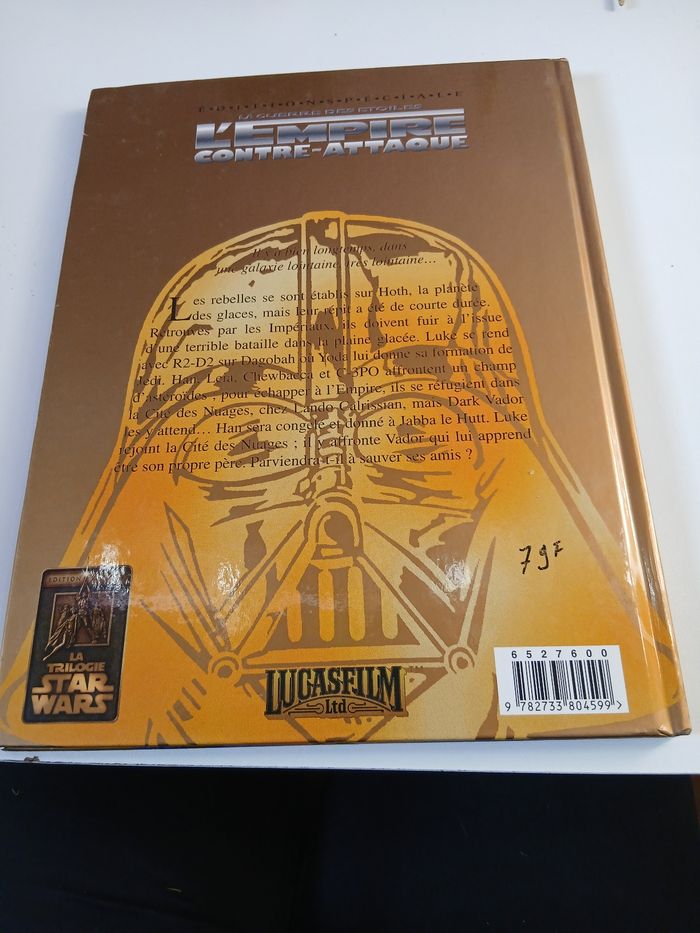 É•D•I•T•I•O•N•S•P•É•C•I•A•L•E
LA GUERRE DES ÉTOILES
L'EMPIRE
CONTRE-ATTAQUE
Il y a bien longtemps, dans
une galaxie lointaine, très lointaine...
Les rebelles se sont établis sur Hoth, la planète
des glaces, mais leur répit a été de courte durée.
Retrouvés par les Impériaux, ils doivent fuir à l'issue
d'une terrible bataille dans la plaine glacée. Luke se rend
avec R2-D2 sur Dagobah où Yoda lui donne sa formation de
Jedi. Han, Leïa, Chewbacca et C-3PO affrontent un champ
d'astéroïdes ; pour échapper à l'Empire, ils se réfugient dans
la Cité des Nuages, chez Lando Calrissian, mais Dark Vador
les y attend... Han sera congelé et donné à Jabba le Hutt. Luke
rejoint la Cité des Nuages ; il y affronte Vador qui lui apprend
être son propre père. Parviendra-t-il à sauver ses amis ?
79F
ÉDITION
LA
TRILOGIE
STAR
WARS
LUCASFILM
Ltd
6527600
9 782733 804599>